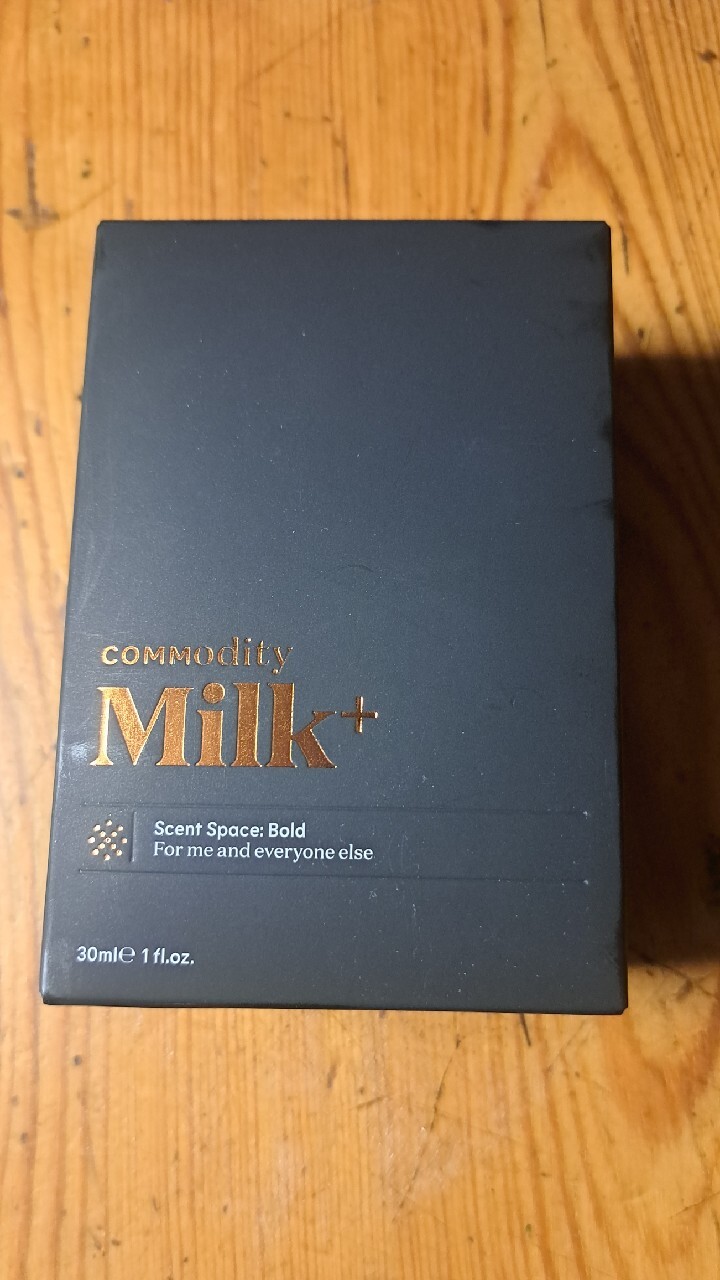 COMMOdity
Milk+
Scent Space: Bold
For me and everyone else
30ml℮ 1 fl.oz.